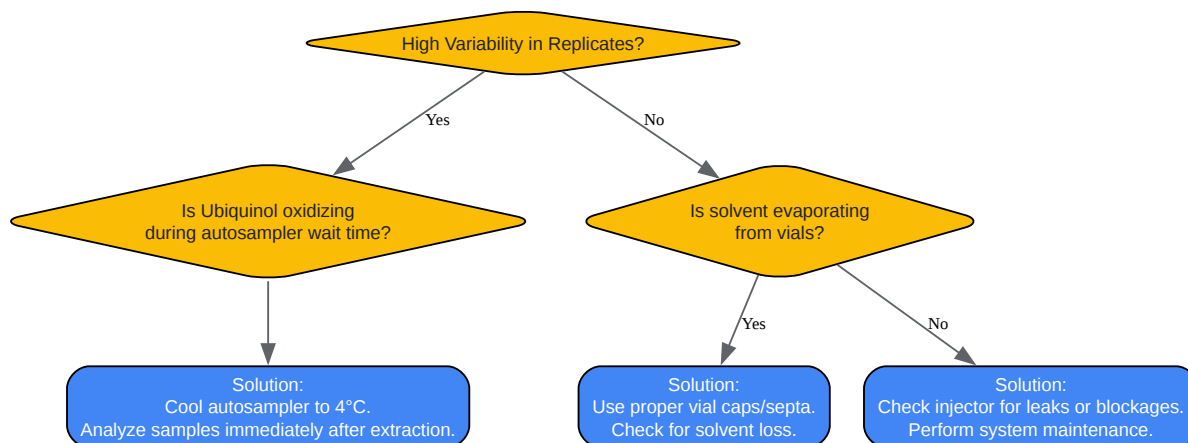 High Variability in Replicates?
Yes
No
Is Ubiquinol oxidizing
during autosampler wait time?
Is solvent evaporating
from vials?
Yes
No
Solution:
Cool autosampler to 4°C.
Analyze samples immediately after extraction.
Solution:
Use proper vial caps/septa.
Check for solvent loss.
Solution:
Check injector for leaks or blockages.
Perform system maintenance.